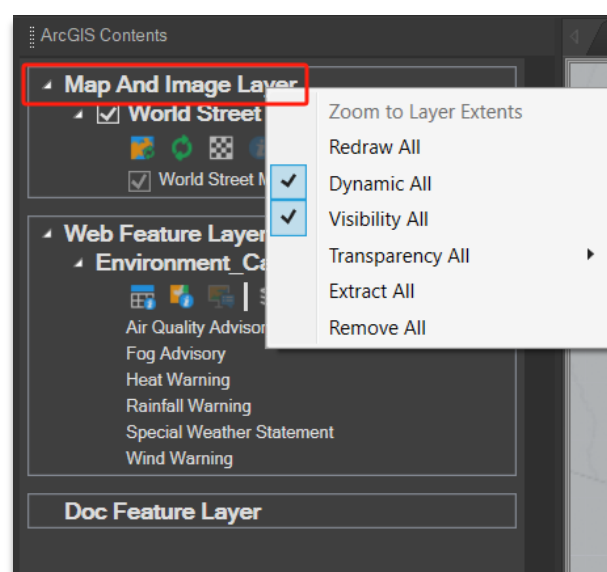 ArcGIS Contents
Map And Image Layer
World Street
World Street
Web Feature Layer
Environment_Ca
Air Quality Advisor
Fog Advisory
Heat Warning
Rainfall Warning
Special Weather Statement
Wind Warning
Doc Feature Layer
Zoom to Layer Extents
Redraw All
Dynamic All
Visibility All
Transparency All
Extract All
Remove All